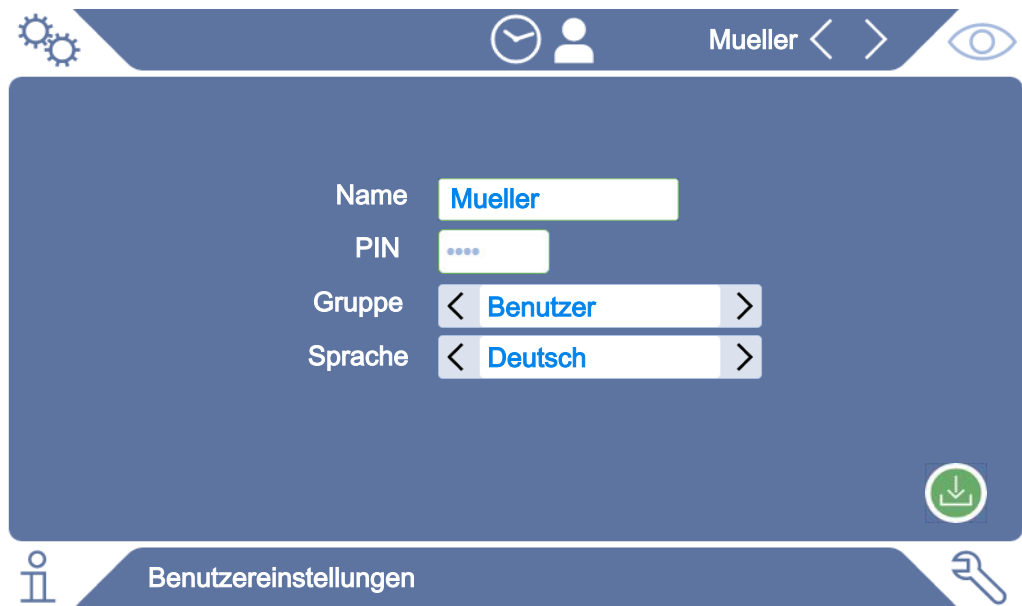 Mueller
Name Mueller
PIN ••••
Gruppe Benutzer
Sprache Deutsch
Benutzereinstellungen